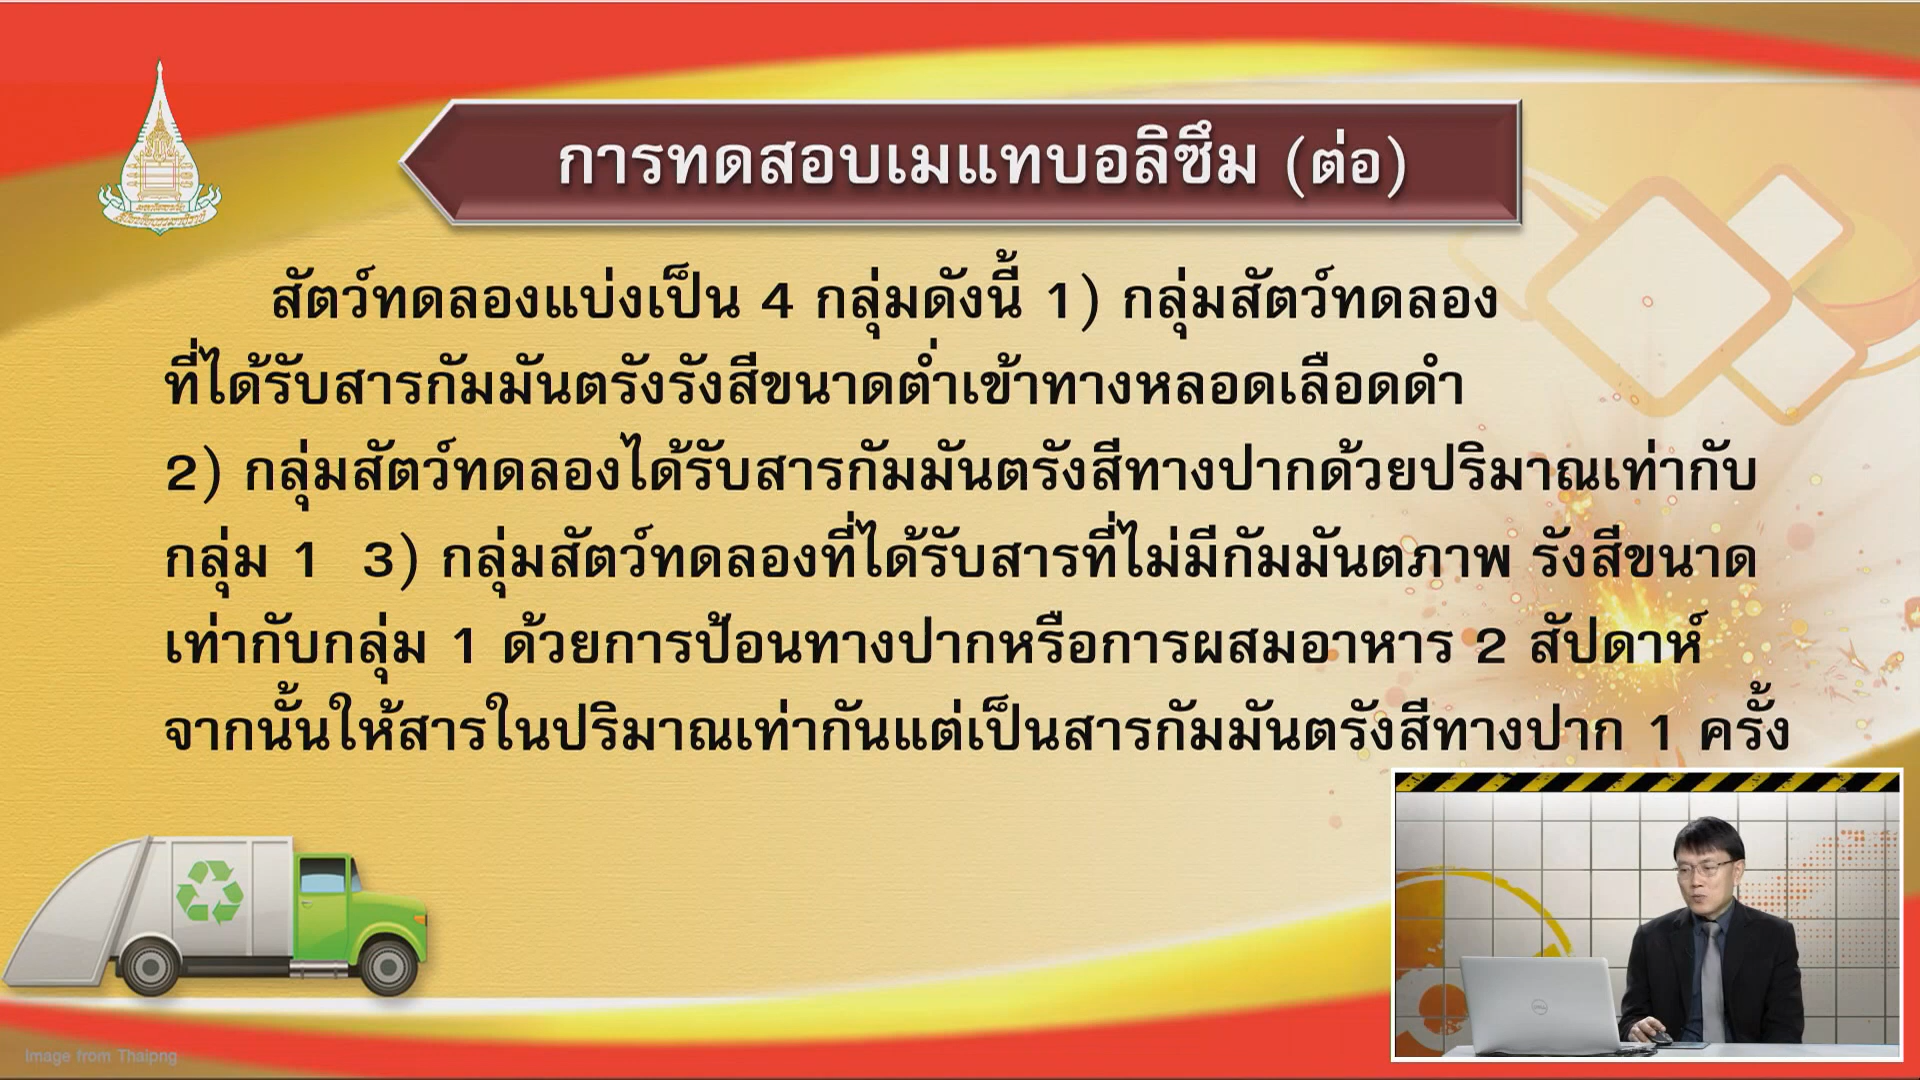 การทดสอบเมแทบอลิซึม (ต่อ)
สัตว์ทดลองแบ่งเป็น 4 กลุ่มดังนี้ 1) กลุ่มสัตว์ทดลอง
ที่ได้รับสารกัมมันตรังรังสีขนาดต่ำเข้าทางหลอดเลือดดำ
2) กลุ่มสัตว์ทดลองได้รับสารกัมมันตรังสีทางปากด้วยปริมาณเท่ากับ
กลุ่ม 1 3) กลุ่มสัตว์ทดลองที่ได้รับสารที่ไม่มีกัมมันตภาพ รังสีขนาด
เท่ากับกลุ่ม 1 ด้วยการป้อนทางปากหรือการผสมอาหาร 2 สัปดาห์
จากนั้นให้สารในปริมาณเท่ากันแต่เป็นสารกัมมันตรังสีทางปาก 1 ครั้ง
Image from Thaipng